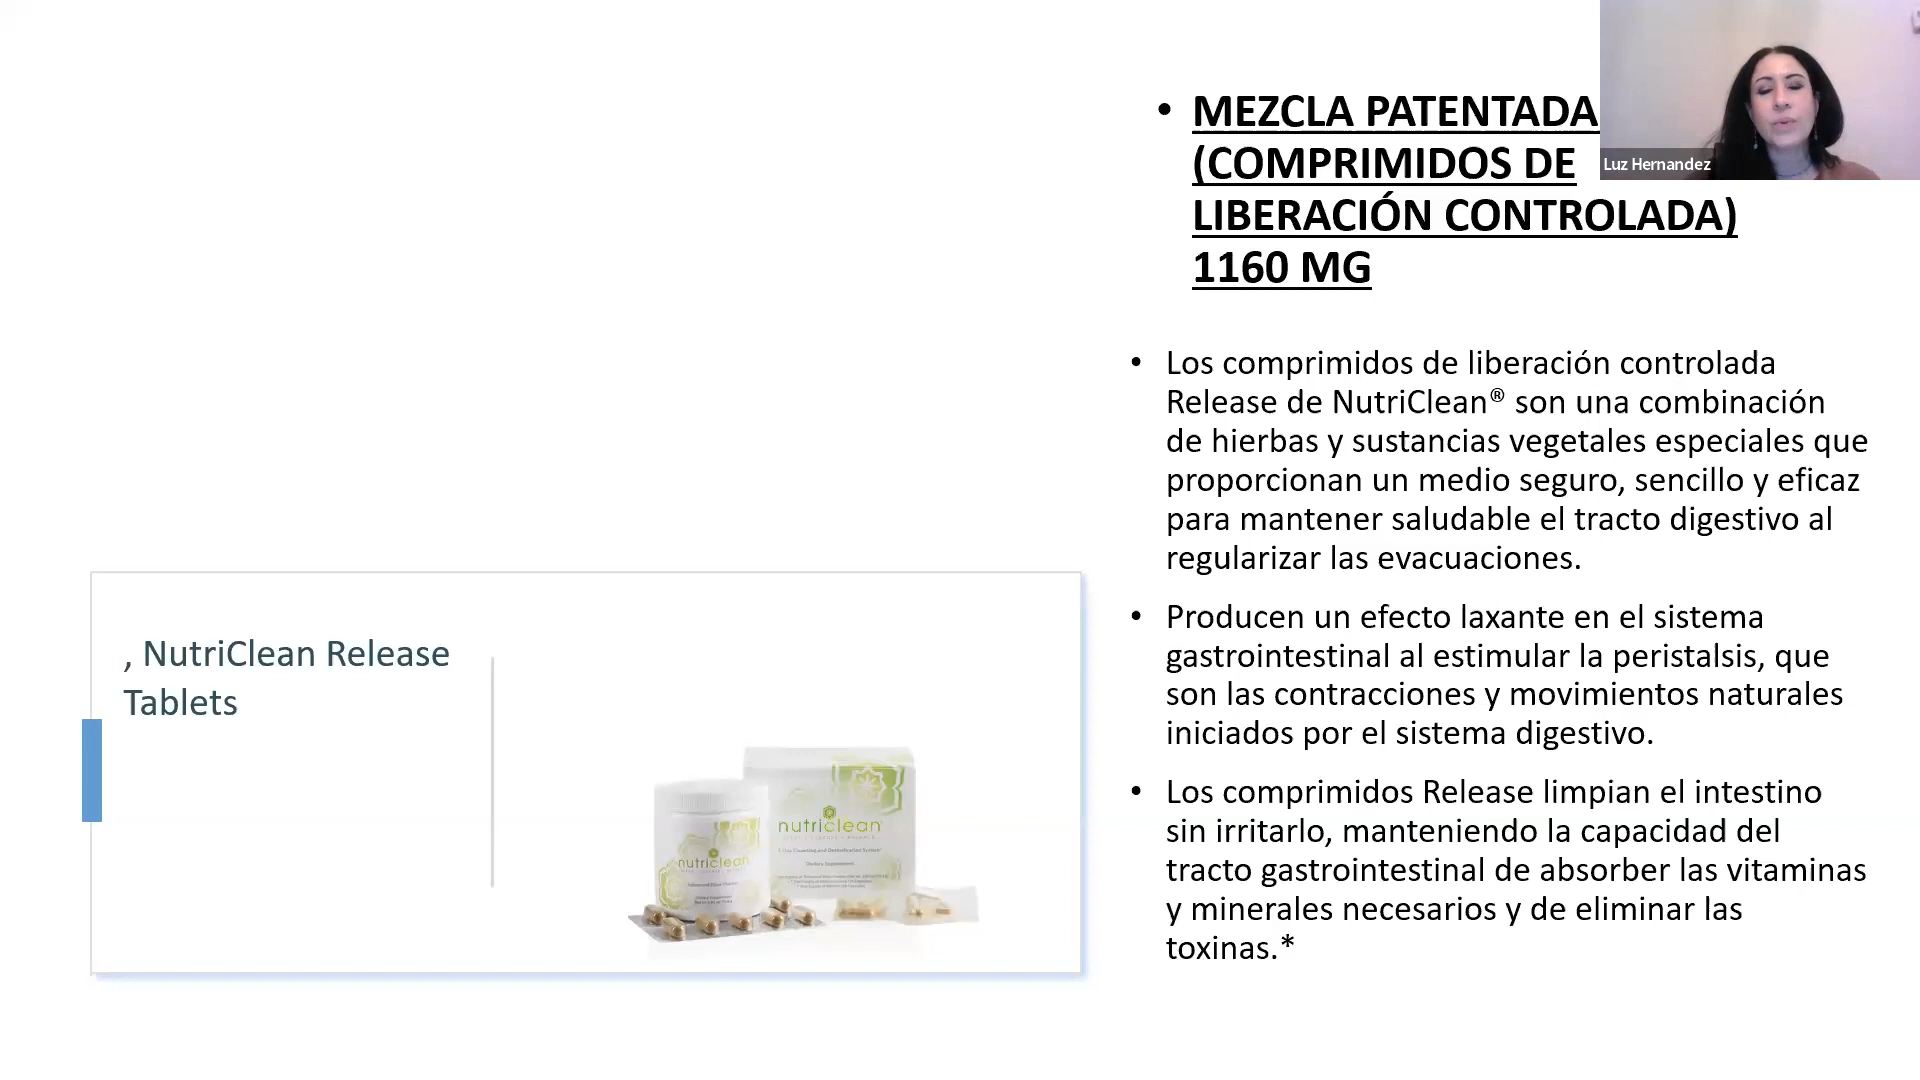 MEZCLA PATENTADA
(COMPRIMIDOS DE
LIBERACIÓN CONTROLADA)
1160 MG
Luz Hernandez
• Los comprimidos de liberación controlada
Release de NutriClean® son una combinación
de hierbas y sustancias vegetales especiales que
proporcionan un medio seguro, sencillo y eficaz
para mantener saludable el tracto digestivo al
regularizar las evacuaciones.
• Producen un efecto laxante en el sistema
gastrointestinal al estimular la peristalsis, que
son las contracciones y movimientos naturales
iniciados por el sistema digestivo.
• Los comprimidos Release limpian el intestino
sin irritarlo, manteniendo la capacidad del
tracto gastrointestinal de absorber las vitaminas
y minerales necesarios y de eliminar las
toxinas.*
, NutriClean Release
Tablets
nutriclean
Dietary Supplement
nutriclean